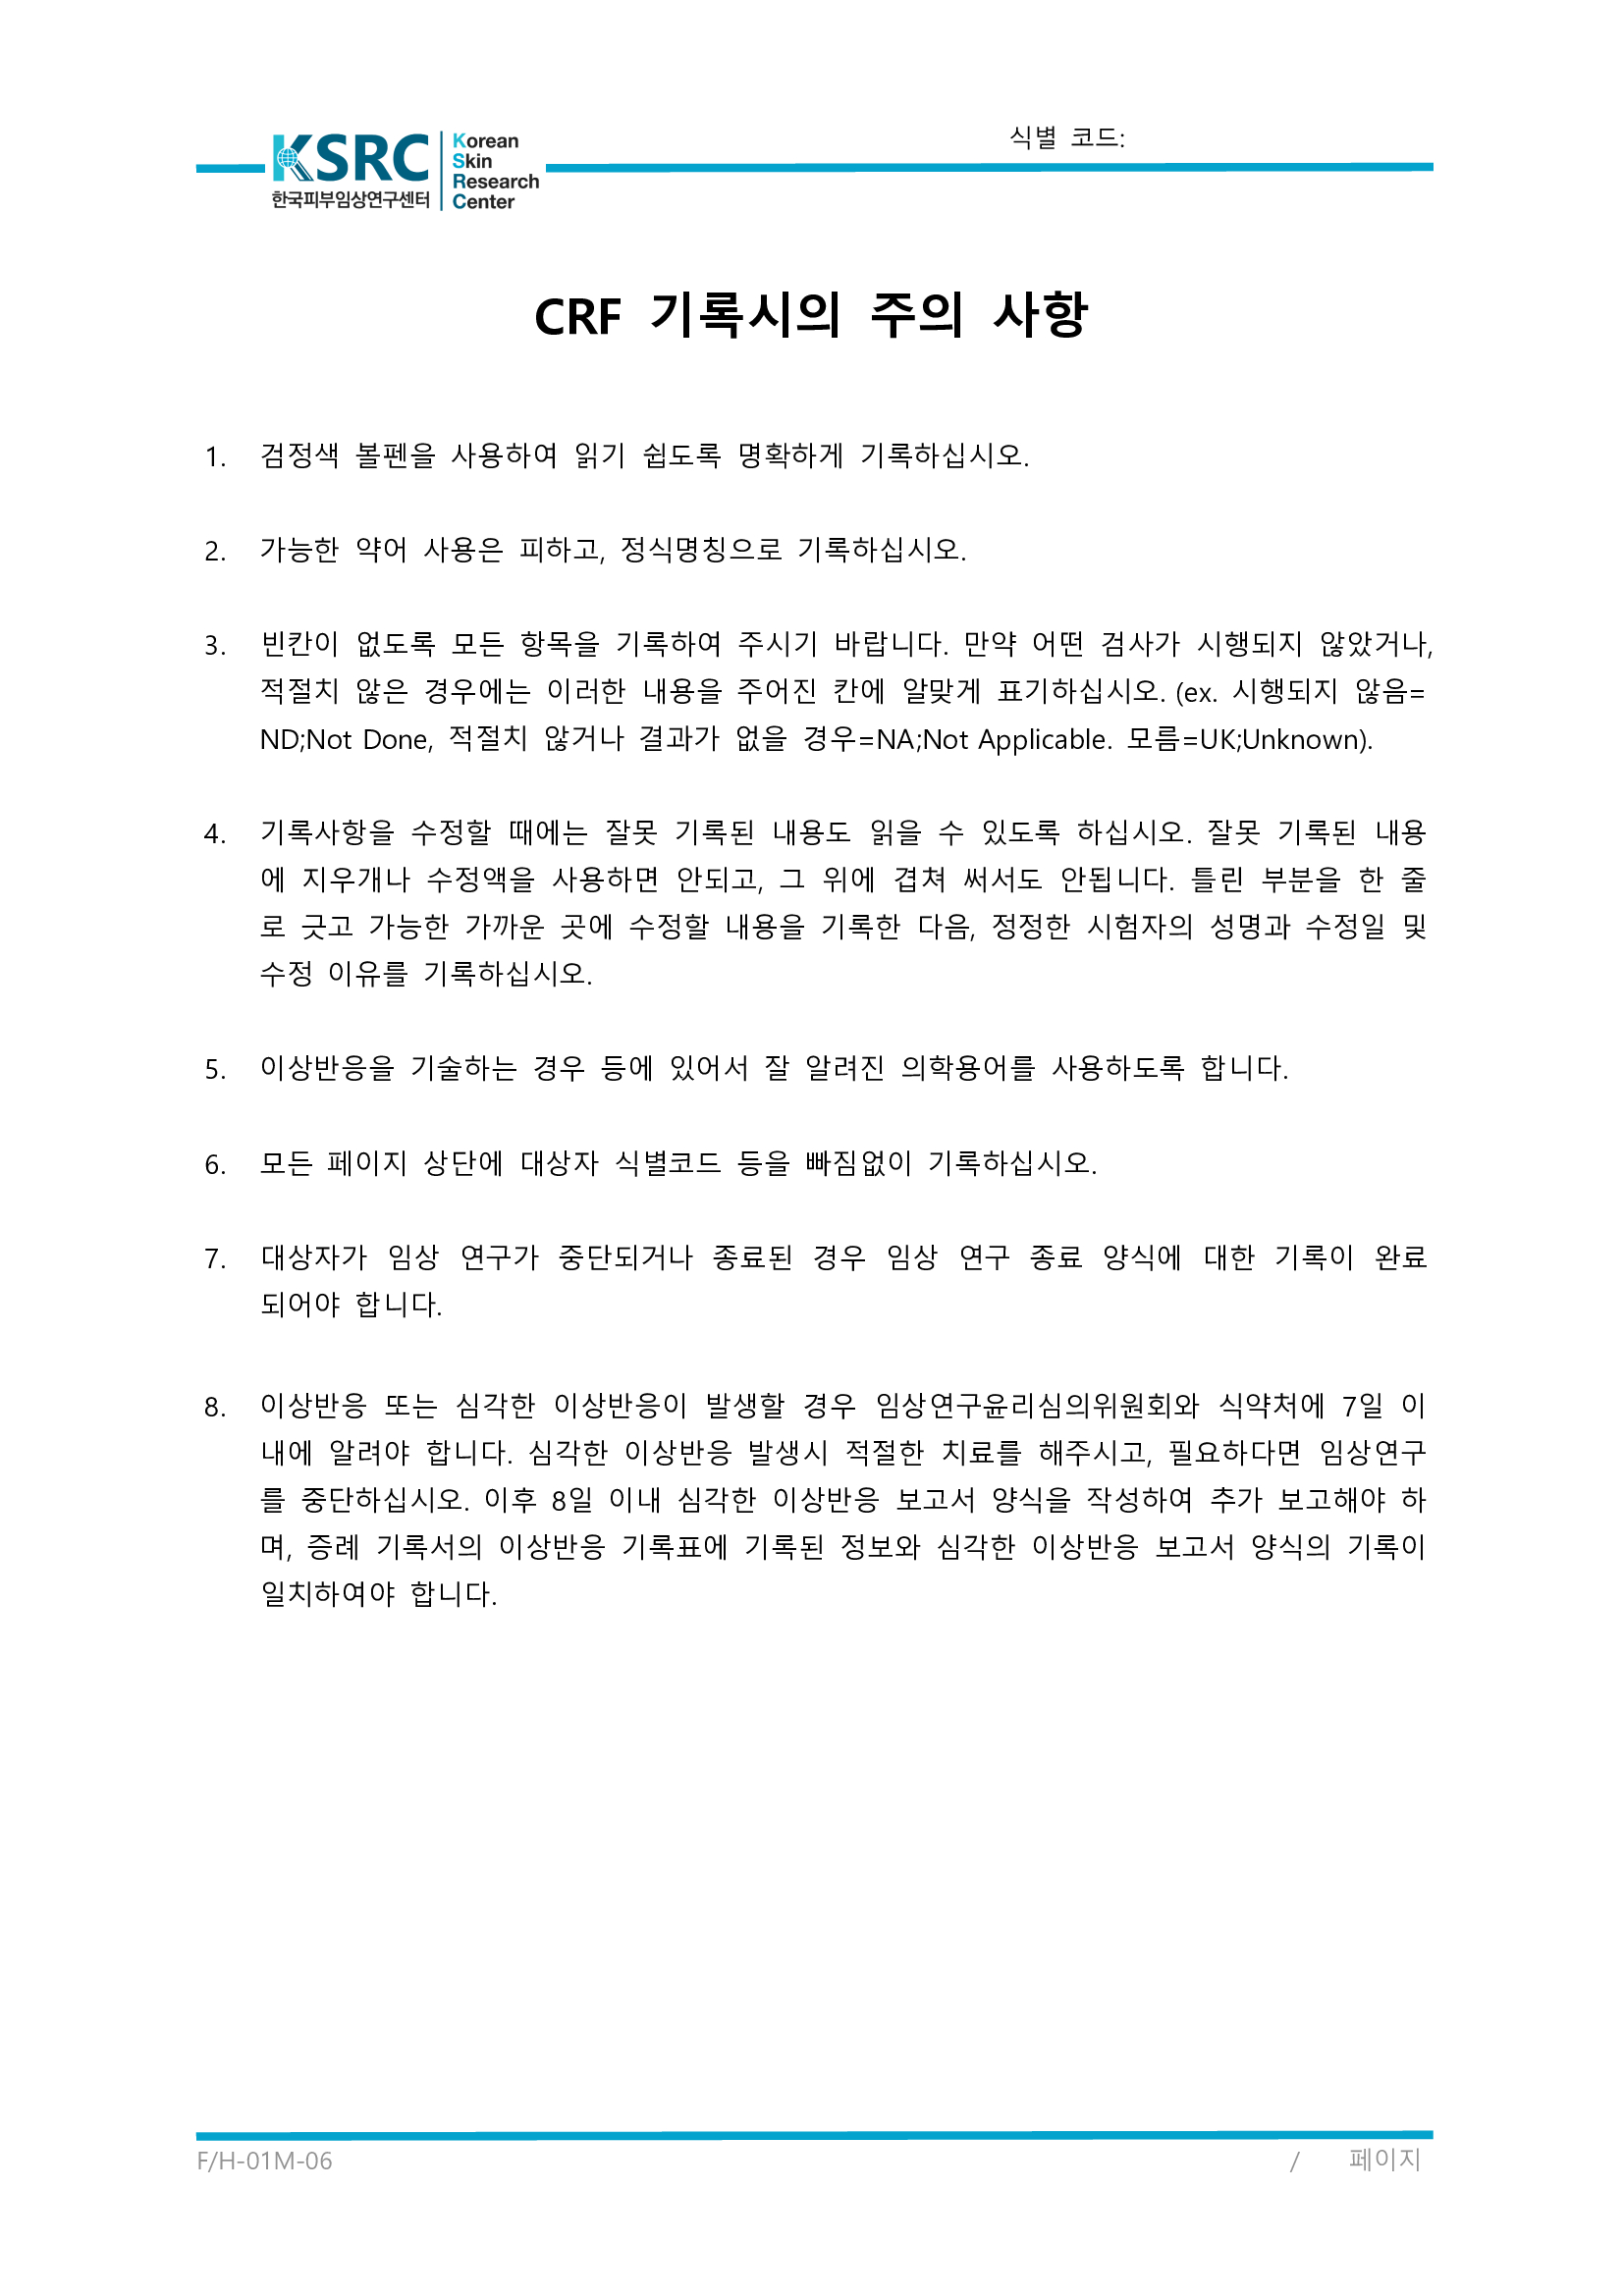 식별 코드:
KSRC
한국피부임상연구센터
Korean
Skin
Research
Center
CRF 기록시의 주의 사항
1. 검정색 볼펜을 사용하여 읽기 쉽도록 명확하게 기록하십시오.
2. 가능한 약어 사용은 피하고, 정식명칭으로 기록하십시오.
3. 빈칸이 없도록 모든 항목을 기록하여 주시기 바랍니다. 만약 어떤 검사가 시행되지 않았거나,
적절치 않은 경우에는 이러한 내용을 주어진 칸에 알맞게 표기하십시오. (ex. 시행되지 않음=
ND;Not Done, 적절치 않거나 결과가 없을 경우=NA;Not Applicable. 모름=UK;Unknown).
4. 기록사항을 수정할 때에는 잘못 기록된 내용도 읽을 수 있도록 하십시오. 잘못 기록된 내용
에 지우개나 수정액을 사용하면 안되고, 그 위에 겹쳐 써서도 안됩니다. 틀린 부분을 한 줄
로 긋고 가능한 가까운 곳에 수정할 내용을 기록한 다음, 정정한 시험자의 성명과 수정일 및
수정 이유를 기록하십시오.
5. 이상반응을 기술하는 경우 등에 있어서 잘 알려진 의학용어를 사용하도록 합니다.
6. 모든 페이지 상단에 대상자 식별코드 등을 빠짐없이 기록하십시오.
7. 대상자가 임상 연구가 중단되거나 종료된 경우 임상 연구 종료 양식에 대한 기록이 완료
되어야 합니다.
8. 이상반응 또는 심각한 이상반응이 발생할 경우 임상연구윤리심의위원회와 식약처에 7일 이
내에 알려야 합니다. 심각한 이상반응 발생시 적절한 치료를 해주시고, 필요하다면 임상연구
를 중단하십시오. 이후 8일 이내 심각한 이상반응 보고서 양식을 작성하여 추가 보고해야 하
며, 증례 기록서의 이상반응 기록표에 기록된 정보와 심각한 이상반응 보고서 양식의 기록이
일치하여야 합니다.
F/H-01M-06
/ 페이지